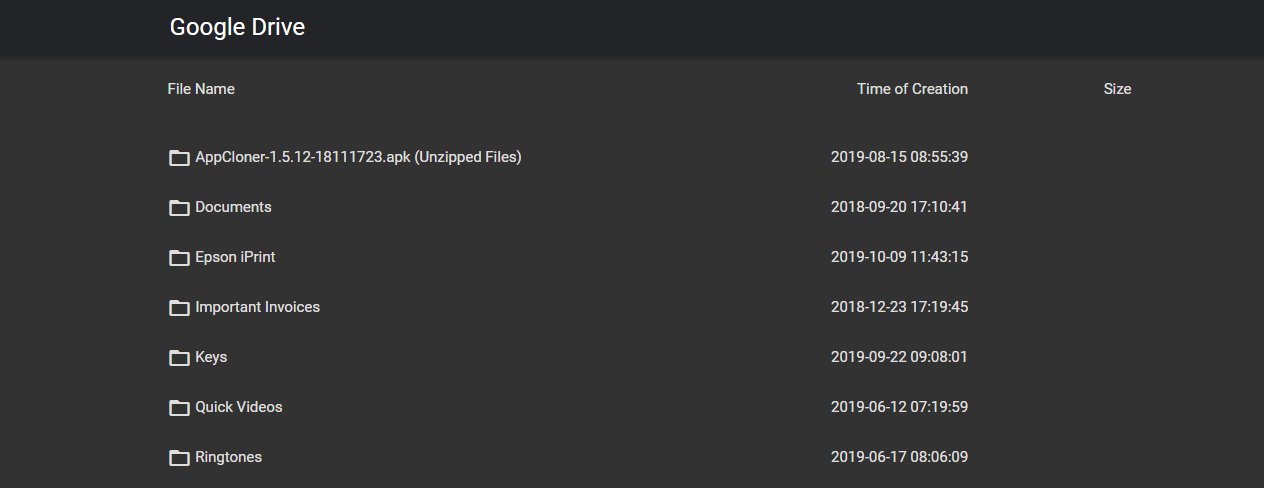 Google Drive
File Name Time of Creation Size
AppCloner-1.5.12-18111723.apk (Unzipped Files) 2019-08-15 08:55:39
Documents 2018-09-20 17:10:41
Epson iPrint 2019-10-09 11:43:15
Important Invoices 2018-12-23 17:19:45
Keys 2019-09-22 09:08:01
Quick Videos 2019-06-12 07:19:59
Ringtones 2019-06-17 08:06:09